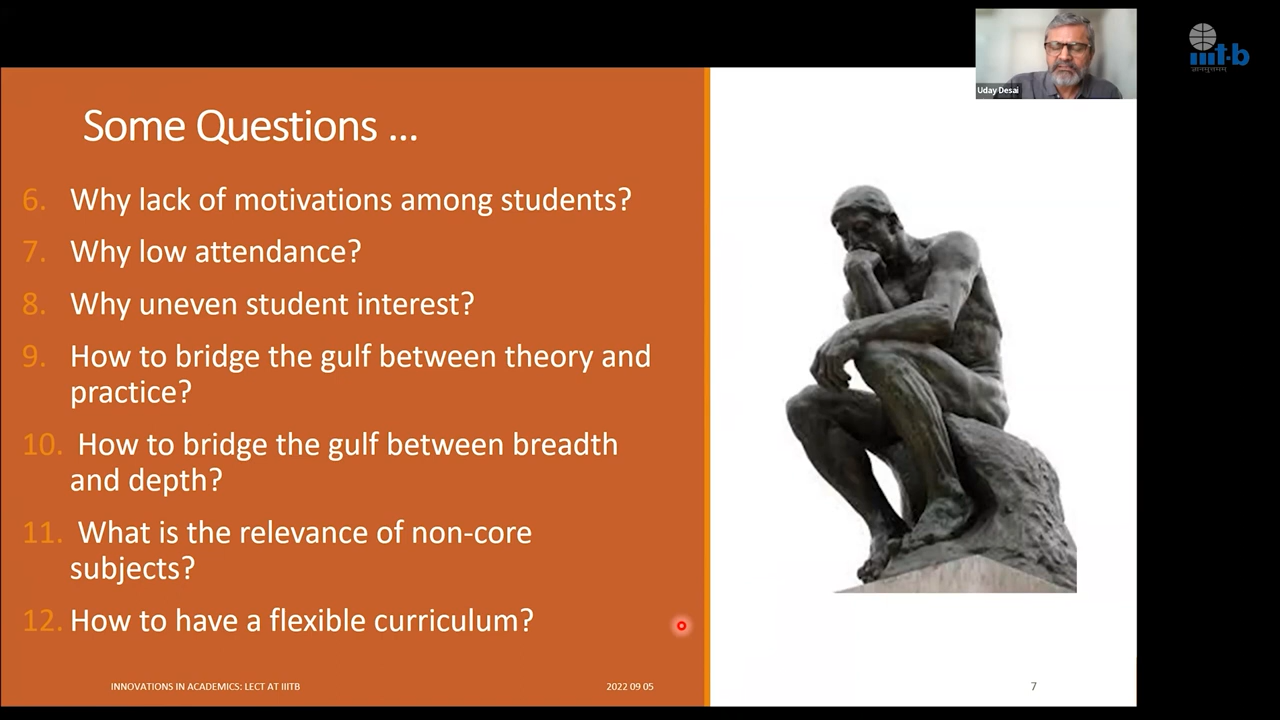 Uday Desai
iiit-b
ज्ञानमुत्तमम्
Some Questions ...
6. Why lack of motivations among students?
7. Why low attendance?
8. Why uneven student interest?
9. How to bridge the gulf between theory and
practice?
10. How to bridge the gulf between breadth
and depth?
11. What is the relevance of non-core
subjects?
12. How to have a flexible curriculum?
INNOVATIONS IN ACADEMICS: LECT AT IIITB
2022 09 05
7